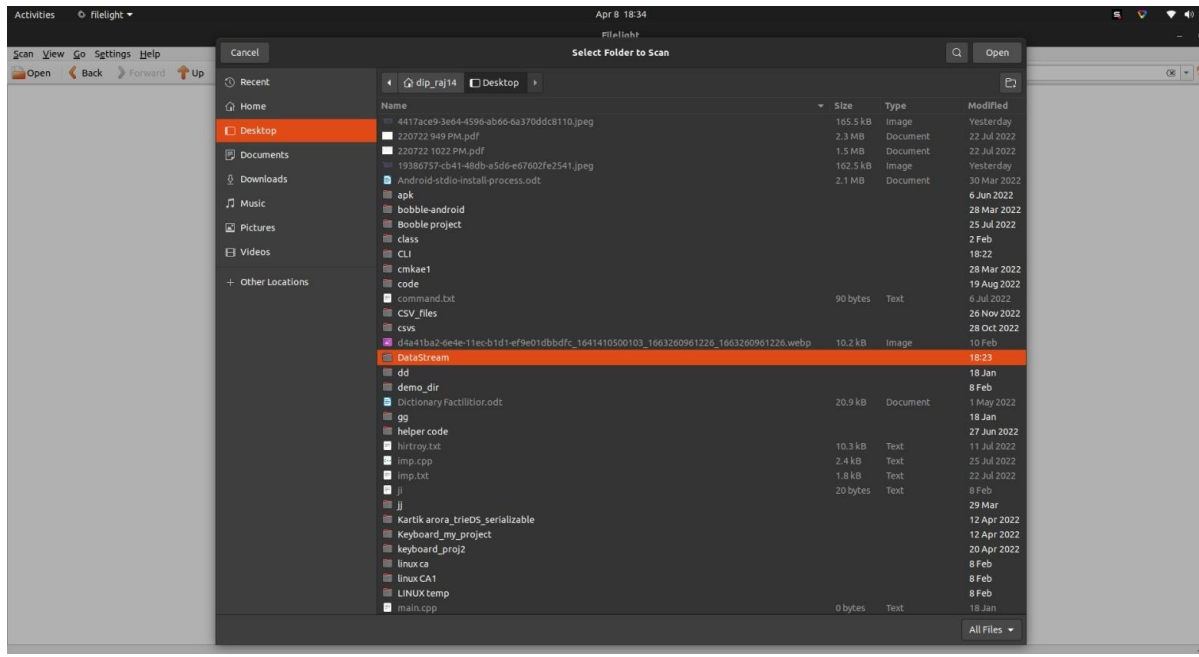 Activities filelight Apr 8 18:34
Filelight
Scan View Go Settings Help
Open Back Forward Up
Cancel Select Folder to Scan Open
Recent
Home
Desktop
Documents
Downloads
Music
Pictures
Videos
+ Other Locations
dip_raj14 Desktop
Name Size Type Modified
4417ace9-3e64-4596-ab66-6a370ddc8110.jpeg 165.5 kB Image Yesterday
220722 949 PM.pdf 2.3 MB Document 22 Jul 2022
220722 1022 PM.pdf 1.5 MB Document 22 Jul 2022
19386757-cb41-48db-a5d6-e67602fe2541.jpeg 162.5 kB Image Yesterday
Android-stdio-install-process.odt 2.1 MB Document 30 Mar 2022
apk 6 Jun 2022
bobble-android 28 Mar 2022
Booble project 25 Jul 2022
class 2 Feb
CLI 18:22
cmkae1 28 Mar 2022
code 19 Aug 2022
command.txt 90 bytes Text 6 Jul 2022
CSV_files 26 Nov 2022
csvs 28 Oct 2022
d4a41ba2-6e4e-11ec-b1d1-ef9e01dbbdfc_1641410500103_1663260961226_1663260961226.webp 10.2 kB Image 10 Feb
DataStream 18:23
dd 18 Jan
demo_dir 8 Feb
Dictionary Factilitior.odt 20.9 kB Document 1 May 2022
gg 18 Jan
helper code 27 Jun 2022
hirtroy.txt 10.3 kB Text 11 Jul 2022
imp.cpp 2.4 kB Text 25 Jul 2022
imp.txt 1.8 kB Text 22 Jul 2022
ji 20 bytes Text 8 Feb
jj 29 Mar
Kartik arora_trieDS_serializable 12 Apr 2022
Keyboard_my_project 12 Apr 2022
keyboard_proj2 20 Apr 2022
linux ca 8 Feb
linux CA1 8 Feb
LINUX temp 8 Feb
main.cpp 0 bytes Text 18 Jan
All Files